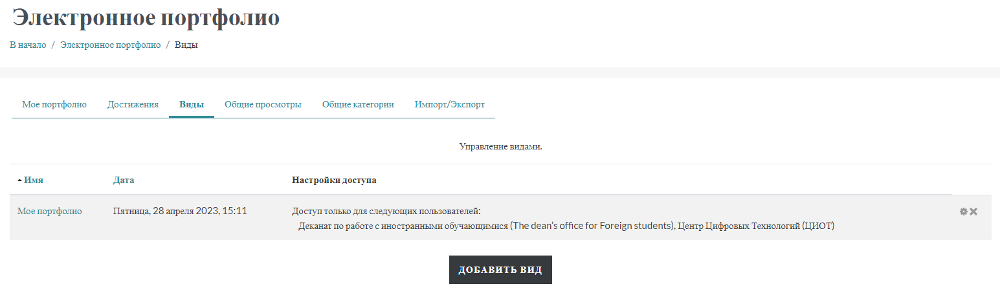 Электронное портфолио
В начало / Электронное портфолио / Виды
Мое портфолио Достижения Виды Общие просмотры Общие категории Импорт/Экспорт
Управление видами.
Имя Дата Настройки доступа
Мое портфолио Пятница, 28 апреля 2023, 15:11 Доступ только для следующих пользователей:
Деканат по работе с иностранными обучающимися (The dean's office for Foreign students), Центр Цифровых Технологий (ЦИОТ)
ДОБАВИТЬ ВИД